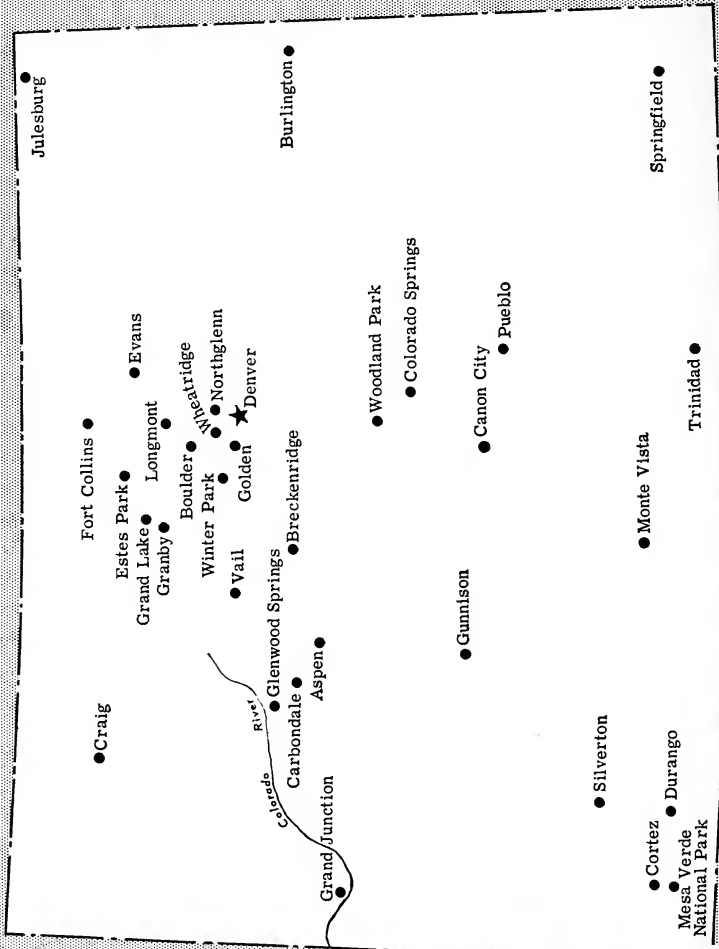 Julesburg
Burlington
Springfield
Fort Collins
Evans
Estes Park
Longmont
Grand Lake
Granby
Boulder
Wheatridge
Northglenn
Winter Park
Denver
Golden
Vail
Breckenridge
Glenwood Springs
Carbondale
Aspen
Craig
Colorado
River
Grand Junction
Woodland Park
Colorado Springs
Canon City
Pueblo
Gunnison
Monte Vista
Trinidad
Silverton
Cortez
Durango
Mesa Verde
National Park